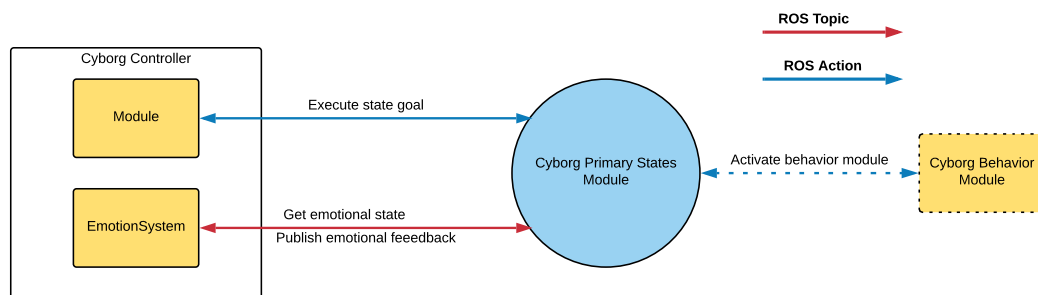 ROS Topic
Cyborg Controller
ROS Action
Module
Execute state goal
Cyborg Primary States
Module
Activate behavior module
Cyborg Behavior
Module
EmotionSystem
Get emotional state
Publish emotional feeedback